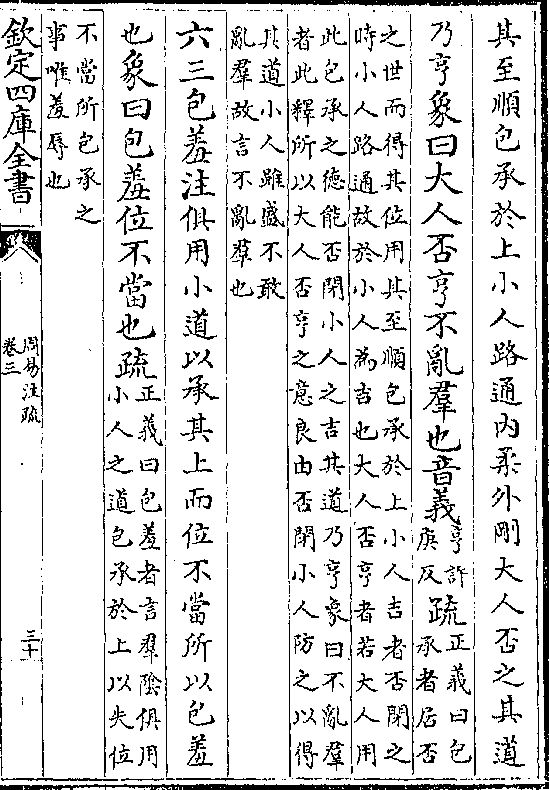 其至順包承於上小人路通内柔外剛大人否之其道
乃亨象曰大人否亨不亂羣也音義
亨許
庚反
疏
正義曰包
承者居否
之世而得其位用其至順包承於上小人吉者否閉之
時小人路通故於小人為吉也大人否亨者若大人用
此包承之德能否閉小人之吉其道乃亨象曰不亂羣
者此釋所以大人否亨之意良由否閉小人防之以得
其道小人雖盛不敢
亂羣故言不亂羣也
六三包羞注俱用小道以承其上而位不當所以包羞
也象曰包羞位不當也疏
正義曰包羞者言羣陰俱用
小人之道包承於上以失位
不當所包承之
事唯羞辱也
欽定四庫全書
周易注疏
卷三
三十